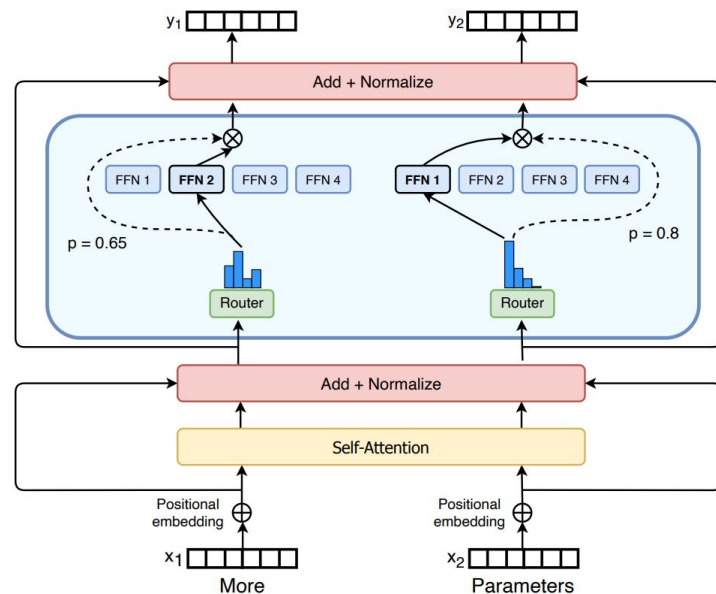 y1 y2
Add + Normalize
FFN 1 FFN 2 FFN 3 FFN 4 FFN 1 FFN 2 FFN 3 FFN 4
p = 0.65 p = 0.8
Router Router
Add + Normalize
Self-Attention
Positional embedding Positional embedding
x1 x2
More Parameters